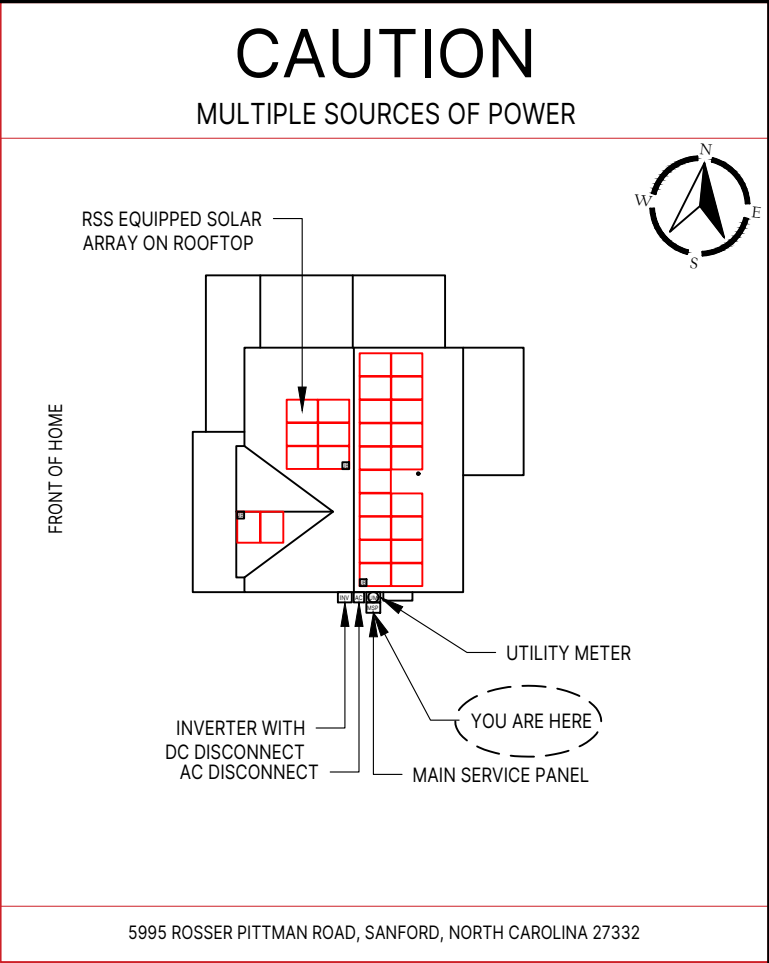 CAUTION
MULTIPLE SOURCES OF POWER
N
W
E
S
RSS EQUIPPED SOLAR
ARRAY ON ROOFTOP
FRONT OF HOME
INV
AC
UM
MSP
UTILITY METER
YOU ARE HERE
INVERTER WITH
DC DISCONNECT
AC DISCONNECT
MAIN SERVICE PANEL
5995 ROSSER PITTMAN ROAD, SANFORD, NORTH CAROLINA 27332